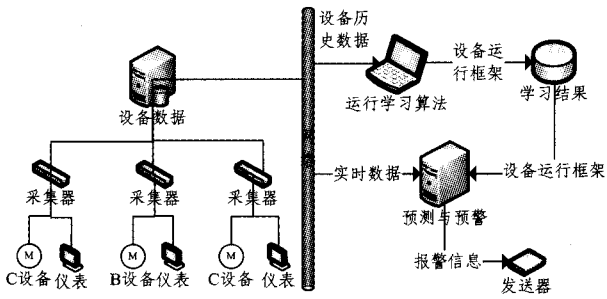 设备历
史数据
设备运
行框架
设备数据
运行学习算法
学习结果
采集器
采集器
采集器
实时数据
设备运行框架
预测与预警
M
M
M
C设备
仪表
B设备
仪表
C设备
仪表
报警信息
发送器